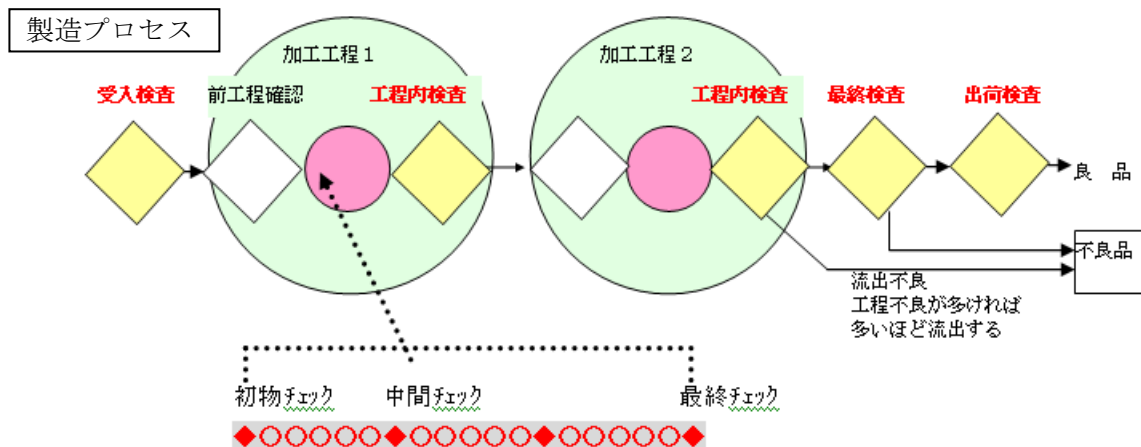 製造プロセス
加工工程1
加工工程2
受入検査
前工程確認
工程内検査
工程内検査
最終検査
出荷検査
良 品
不良品
流出不良
工程不良が多ければ
多いほど流出する
初物チェック
中間チェック
最終チェック